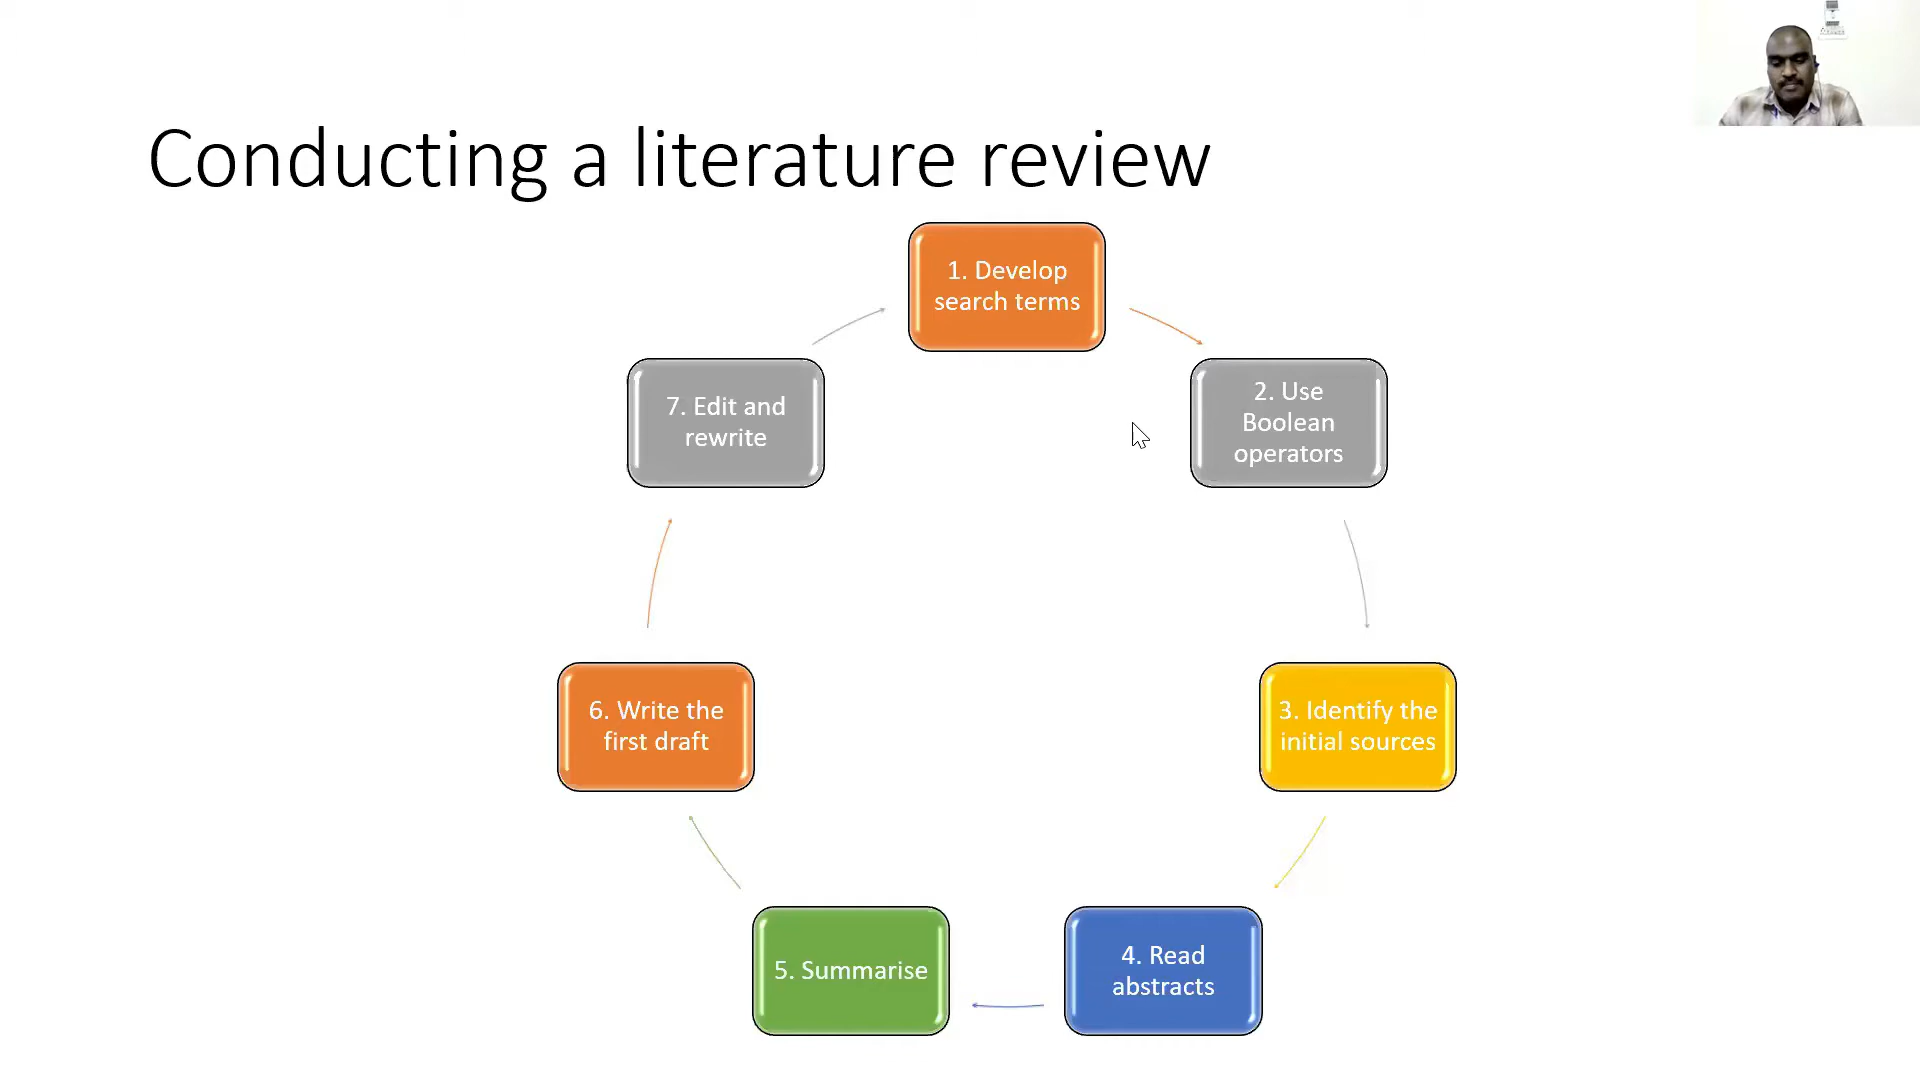 Conducting a literature review
1. Develop
search terms
2. Use
Boolean
operators
3. Identify the
initial sources
4. Read
abstracts
5. Summarise
6. Write the
first draft
7. Edit and
rewrite